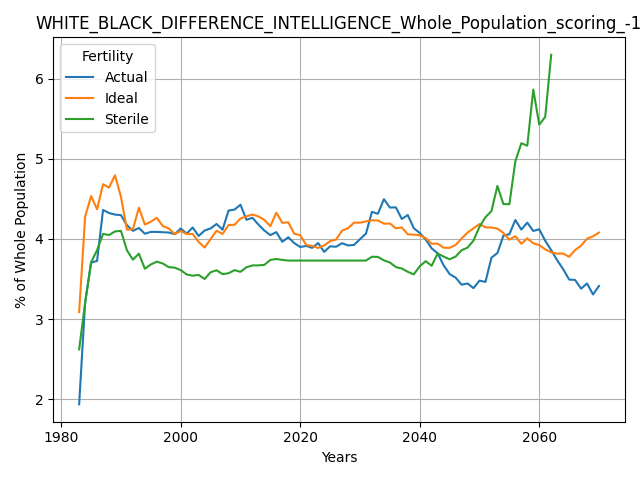 WHITE_BLACK_DIFFERENCE_INTELLIGENCE_Whole_Population_scoring_-1
Fertility
Actual
Ideal
Sterile
6
5
4
3
2
% of Whole Population
1980 2000 2020 2040 2060
Years